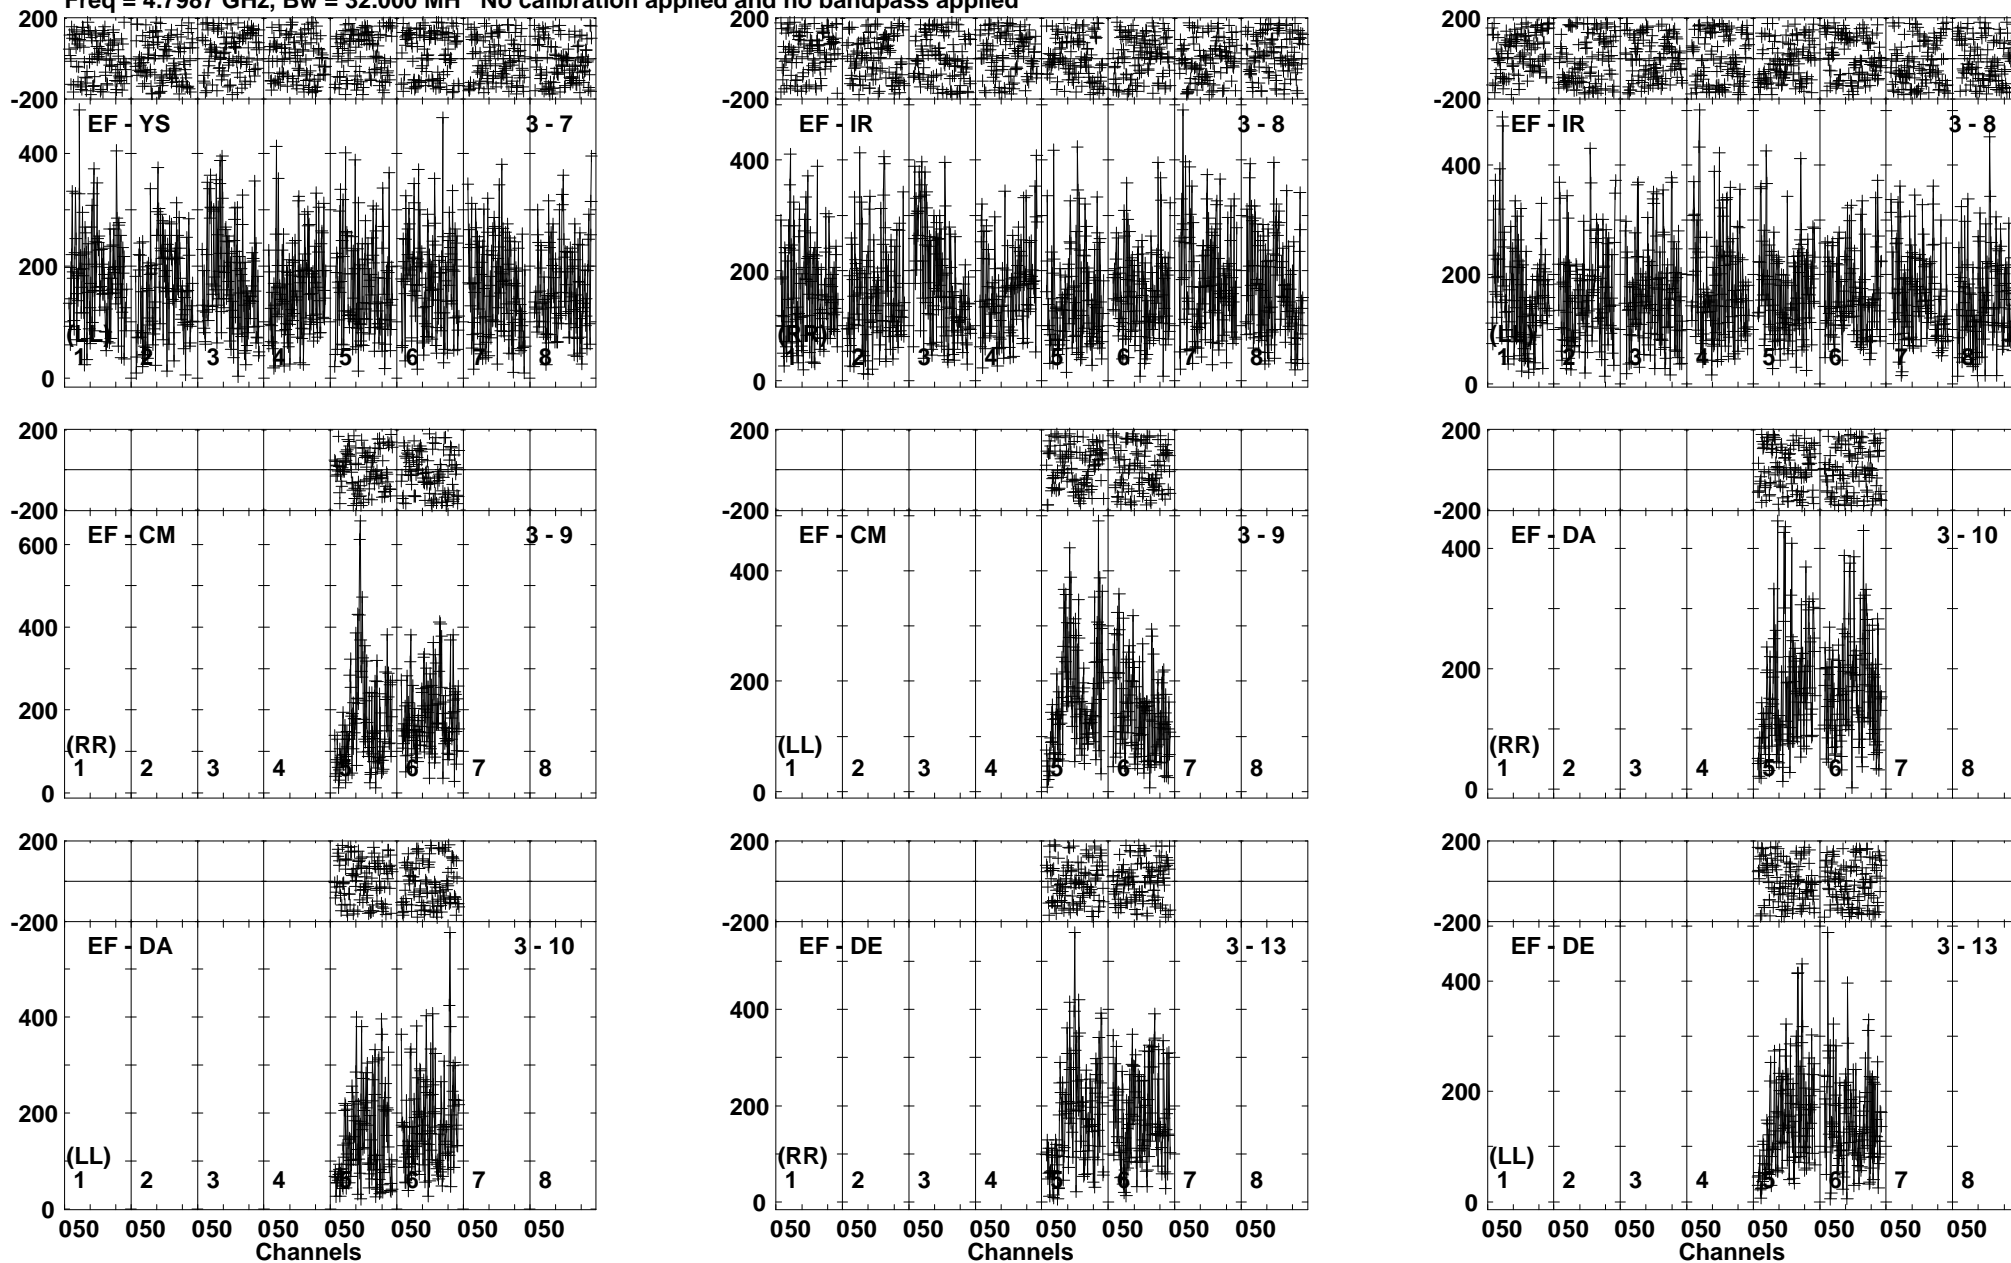 Freq = 4.7987 GHz, Bw = 32.000 MH No calibration applied and no bandpass applied
200 200 200
-200 -200 -200
EF - YS 3 - 7 EF - IR 3 - 8 EF - IR 3 - 8
400 400 400
200 200 200
(LL) (RR) (LL)
1 2 3 4 5 6 7 8 1 2 3 4 5 6 7 8 1 2 3 4 5 6 7 8
0 0 0
200 200 200
-200 -200 -200
EF - CM 3 - 9 EF - CM 3 - 9 EF - DA 3 - 10
600 400 400
400 200 200
200
(RR) (LL) (RR)
1 2 3 4 5 6 7 8 1 2 3 4 5 6 7 8 1 2 3 4 5 6 7 8
0 0 0
200 200 200
-200 -200 -200
EF - DA 3 - 10 EF - DE 3 - 13 EF - DE 3 - 13
400 400 400
200 200 200
(LL) (RR) (LL)
1 2 3 4 5 6 7 8 1 2 3 4 5 6 7 8 1 2 3 4 5 6 7 8
0 0 0
050 050 050 050 050 050 050 050 050 050 050 050 050 050 050 050 050 050 050 050 050 050 050 050
Channels Channels Channels